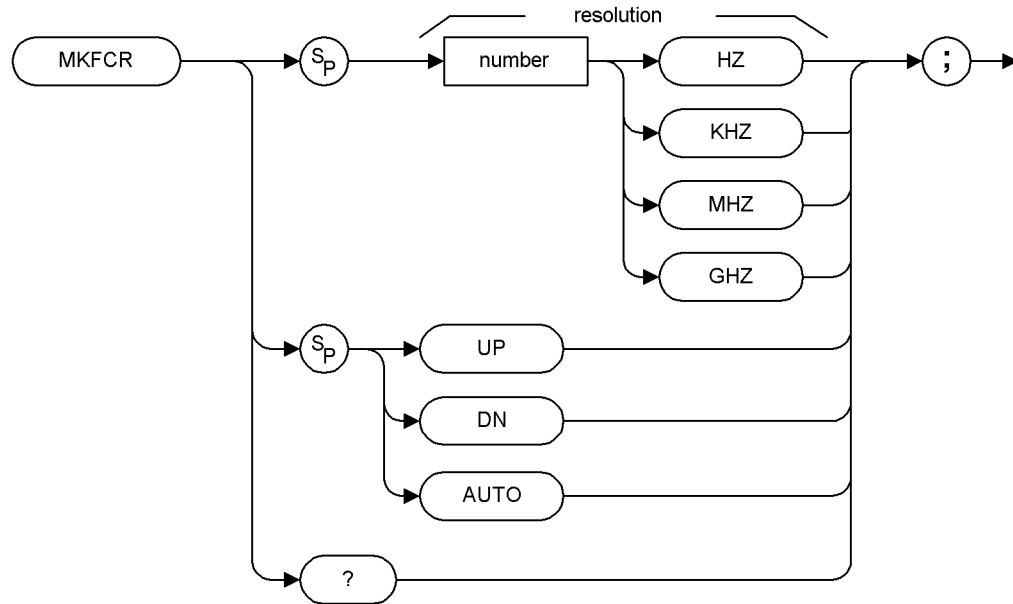 resolution
MKFCR
SP
number
HZ
;
KHZ
MHZ
GHZ
SP
UP
DN
AUTO
?